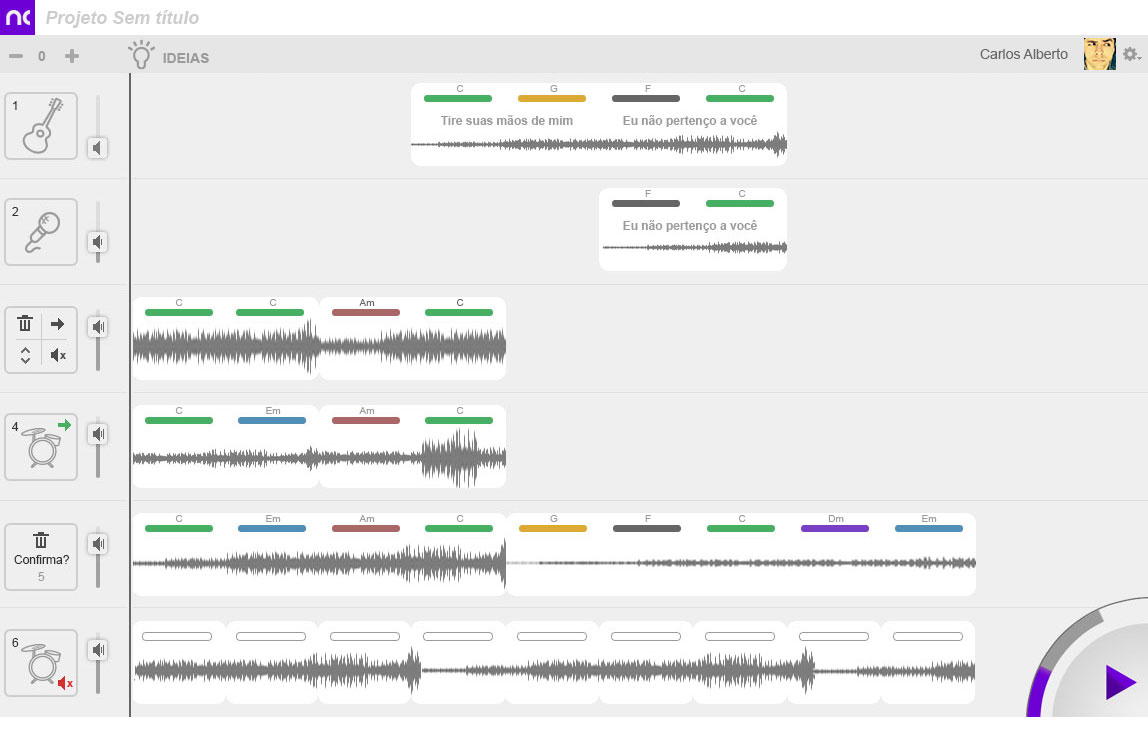 nc Projeto Sem título
0 IDEIAS Carlos Alberto
1
C G F C
Tire suas mãos de mim Eu não pertenço a você
2
F C
Eu não pertenço a você
C C Am C
4
C Em Am C
C Em Am C G F C Dm Em
Confirma?
5
6